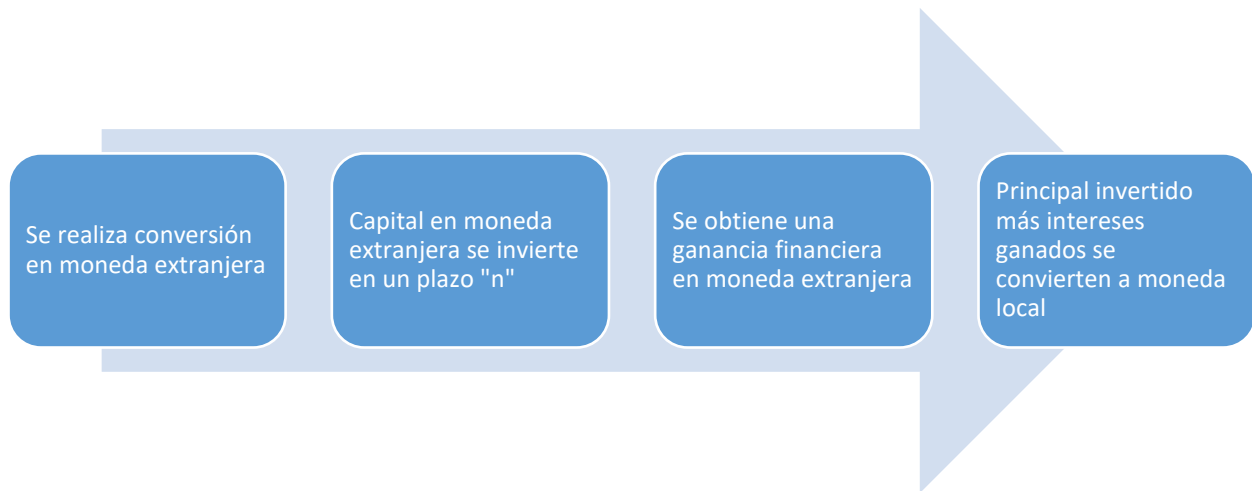 Se realiza conversión
en moneda extranjera
Capital en moneda
extranjera se invierte
en un plazo "n"
Se obtiene una
ganancia financiera
en moneda extranjera
Principal invertido
más intereses
ganados se
convierten a moneda
local